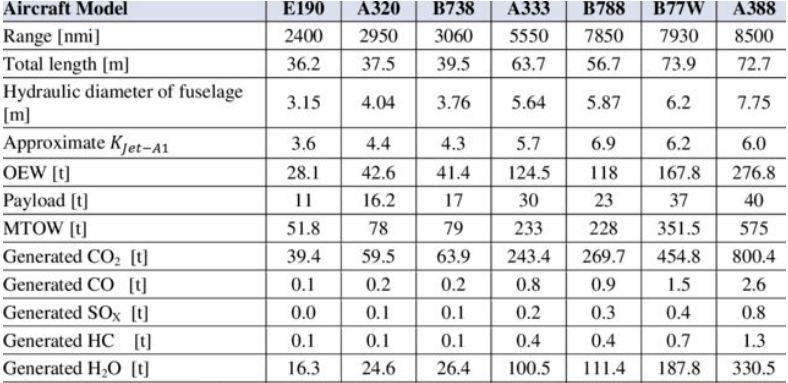 Aircraft Model E190 A320 B738 A333 B788 B77W A388
Range [nmi] 2400 2950 3060 5550 7850 7930 8500
Total length [m] 36.2 37.5 39.5 63.7 56.7 73.9 72.7
Hydraulic diameter of fuselage
[m] 3.15 4.04 3.76 5.64 5.87 6.2 7.75
Approximate K_Jet−A1 3.6 4.4 4.3 5.7 6.9 6.2 6.0
OEW [t] 28.1 42.6 41.4 124.5 118 167.8 276.8
Payload [t] 11 16.2 17 30 23 37 40
MTOW [t] 51.8 78 79 233 228 351.5 575
Generated CO₂ [t] 39.4 59.5 63.9 243.4 269.7 454.8 800.4
Generated CO [t] 0.1 0.2 0.2 0.8 0.9 1.5 2.6
Generated SOₓ [t] 0.0 0.1 0.1 0.2 0.3 0.4 0.8
Generated HC [t] 0.1 0.1 0.1 0.4 0.4 0.7 1.3
Generated H₂O [t] 16.3 24.6 26.4 100.5 111.4 187.8 330.5